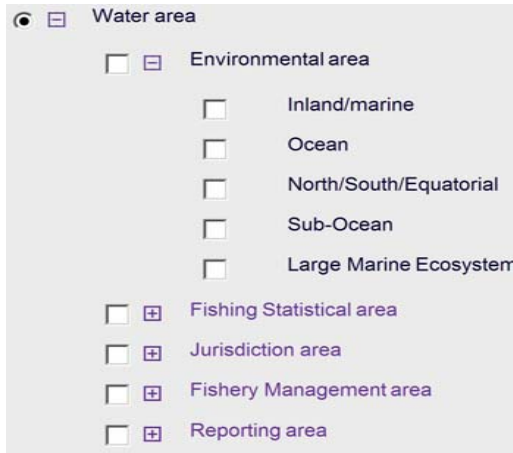 Water area
Environmental area
Inland/marine
Ocean
North/South/Equatorial
Sub-Ocean
Large Marine Ecosystem
Fishing Statistical area
Jurisdiction area
Fishery Management area
Reporting area